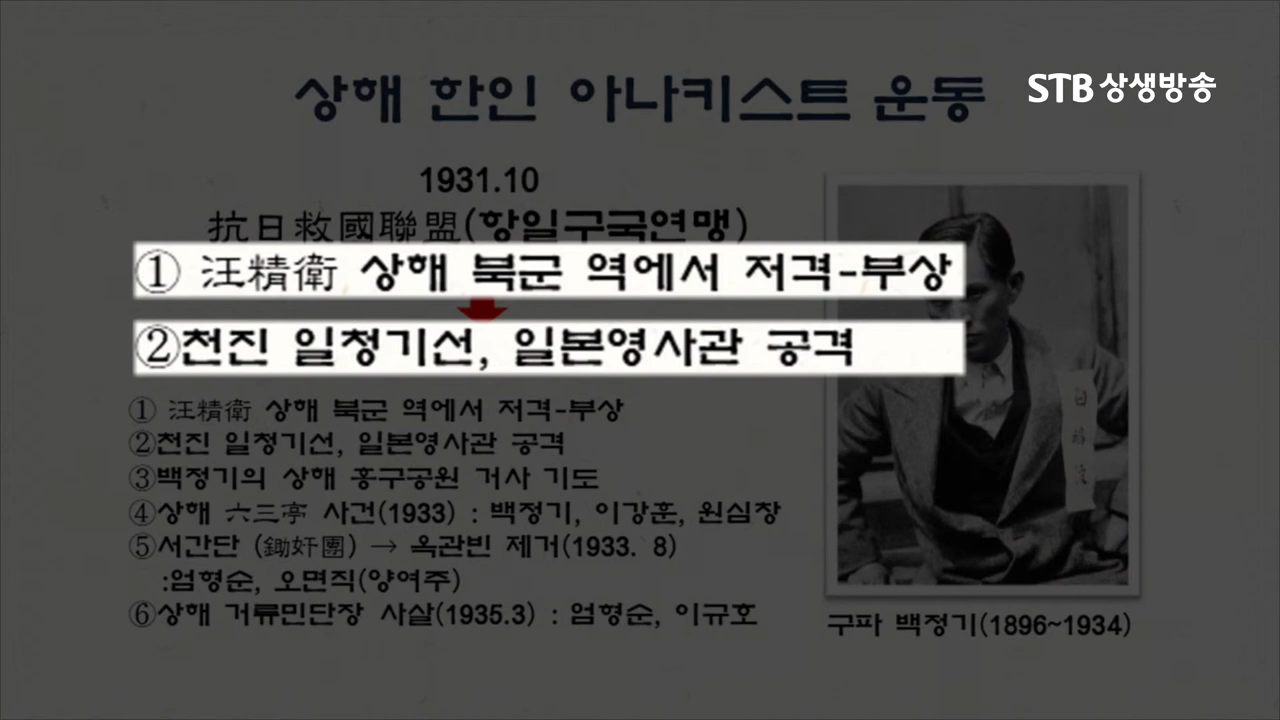 상해 한인 아나키스트 운동
STB 상생방송
1931.10
抗日救國聯盟(항일구국연맹)
① 汪精衛 상해 북군 역에서 저격-부상
②천진 일청기선, 일본영사관 공격
① 汪精衛 상해 북군 역에서 저격-부상
②천진 일청기선, 일본영사관 공격
③백정기의 상해 홍구공원 거사 기도
④상해 六三亭 사건(1933) : 백정기, 이강훈, 원심창
⑤서간단 (鋤奸團) → 옥관빈 제거(1933. 8)
:엄형순, 오면직(양여주)
⑥상해 거류민단장 사살(1935.3) : 엄형순, 이규호
구파 백정기(1896~1934)